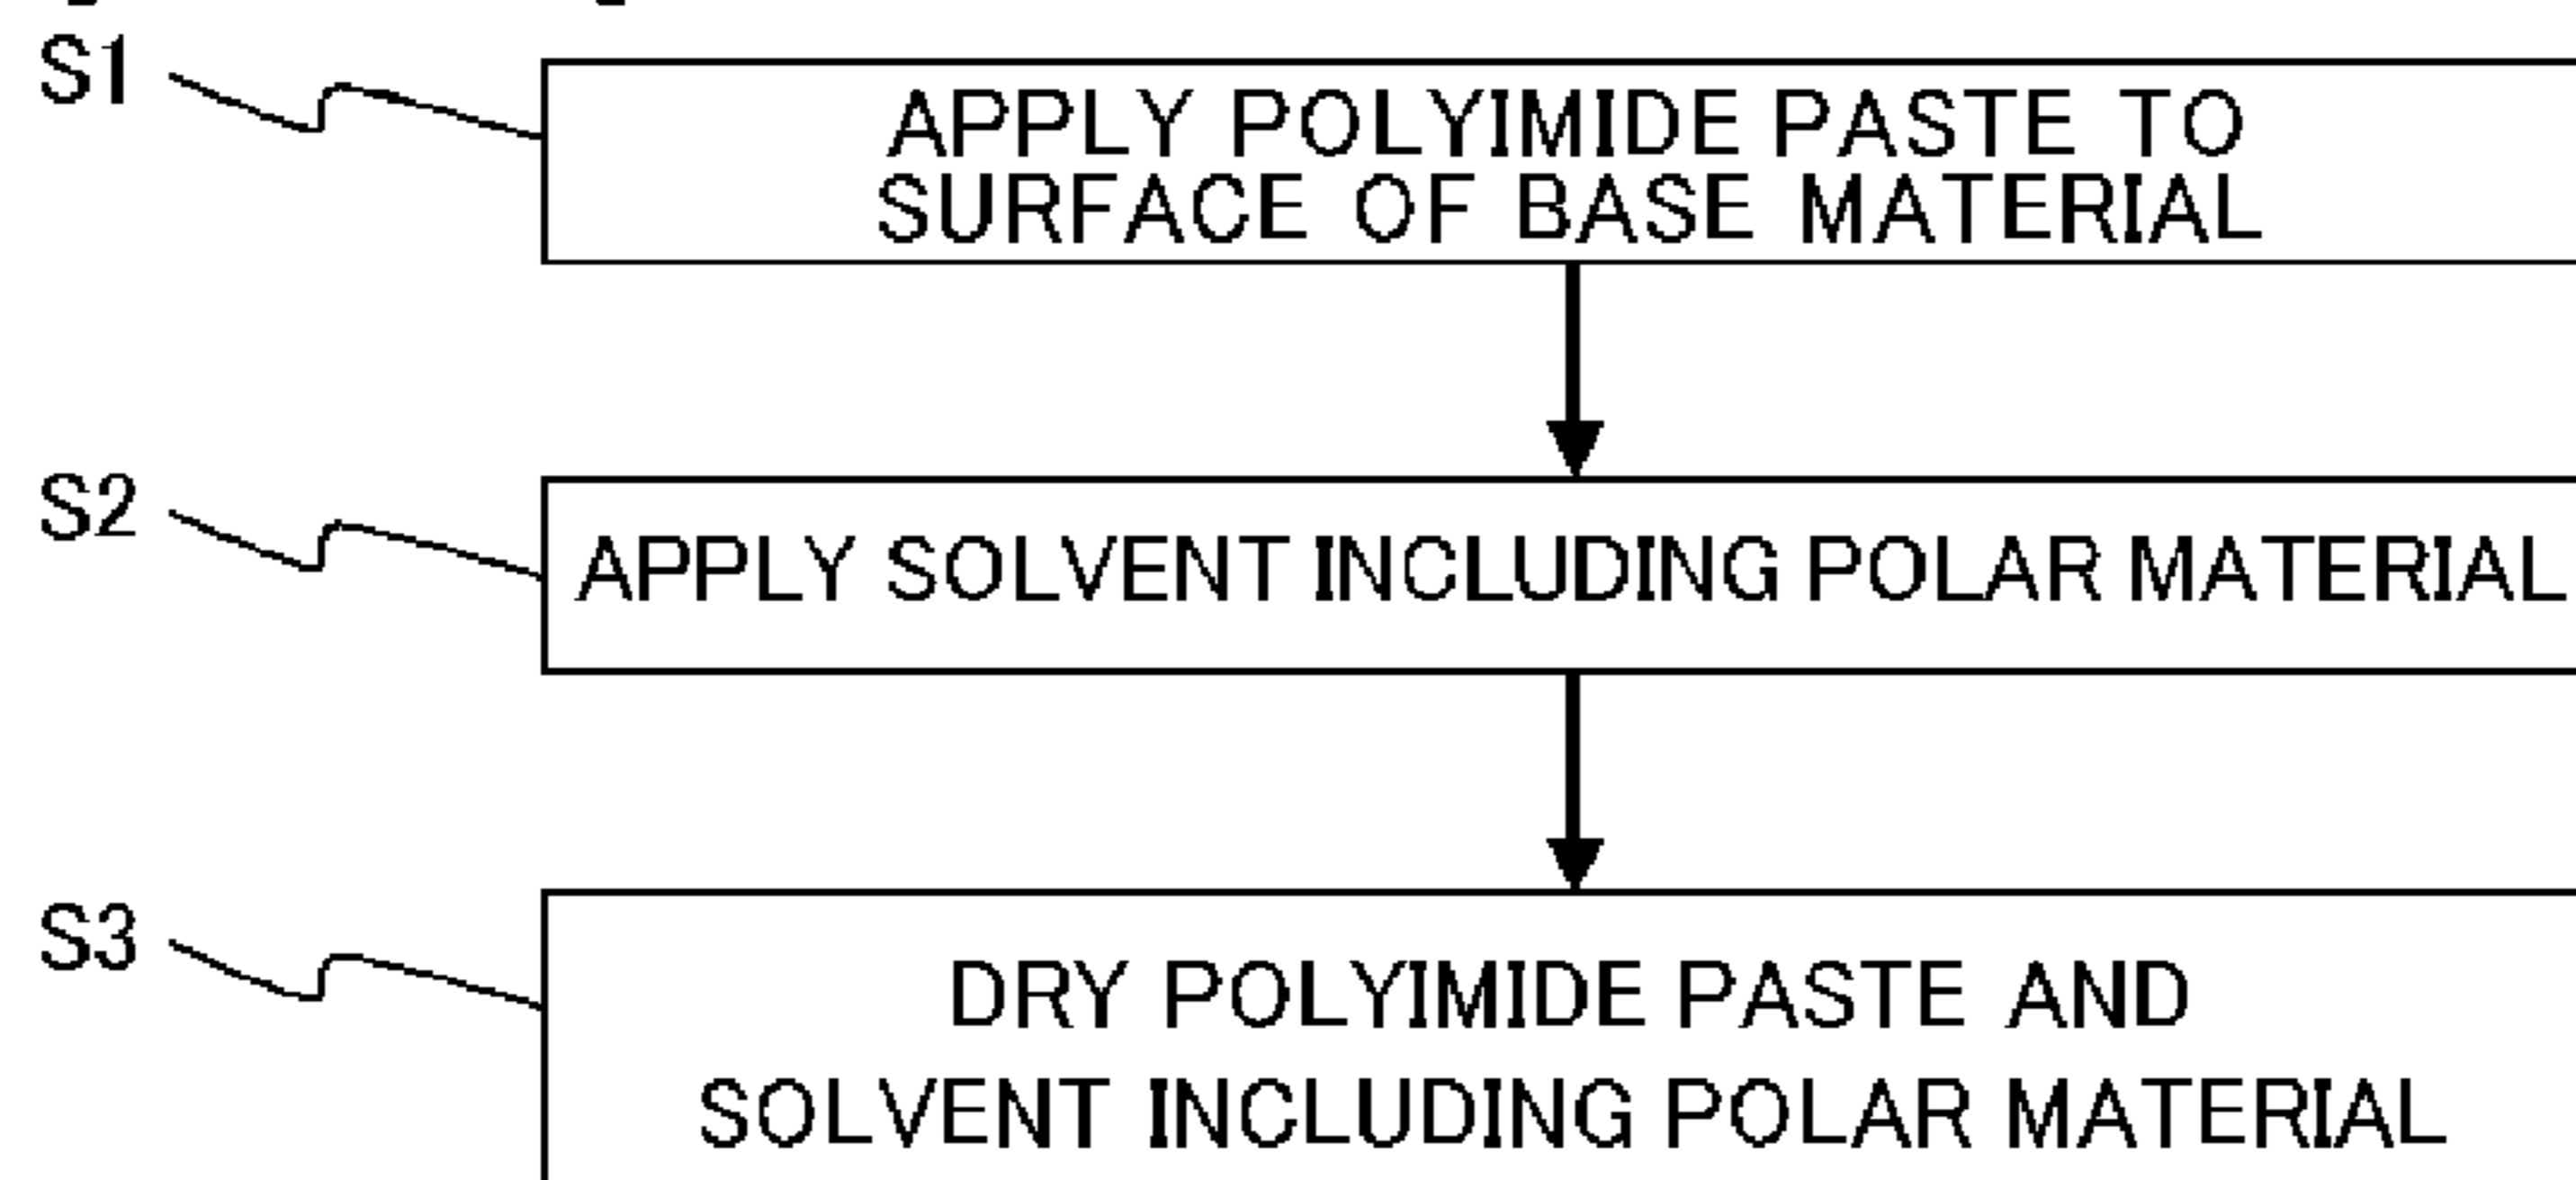 S1
APPLY POLYIMIDE PASTE TO
SURFACE OF BASE MATERIAL
S2
APPLY SOLVENT INCLUDING POLAR MATERIAL
S3
DRY POLYIMIDE PASTE AND
SOLVENT INCLUDING POLAR MATERIAL